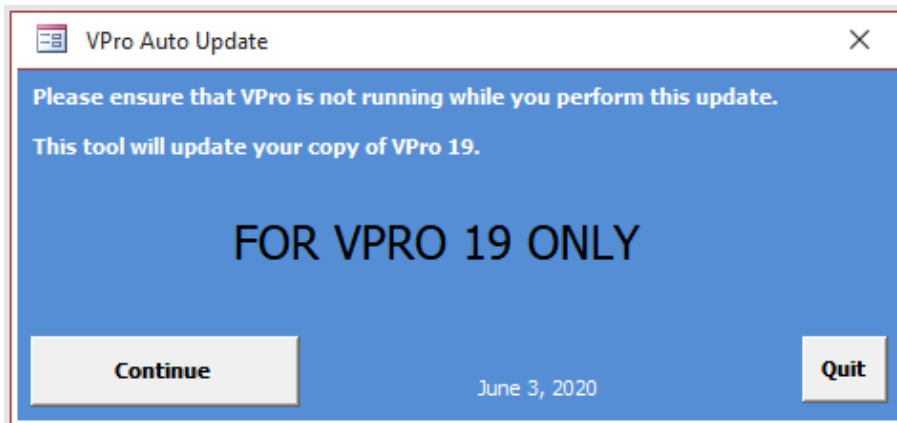 VPro Auto Update
Please ensure that VPro is not running while you perform this update.
This tool will update your copy of VPro 19.
FOR VPRO 19 ONLY
Continue
June 3, 2020
Quit